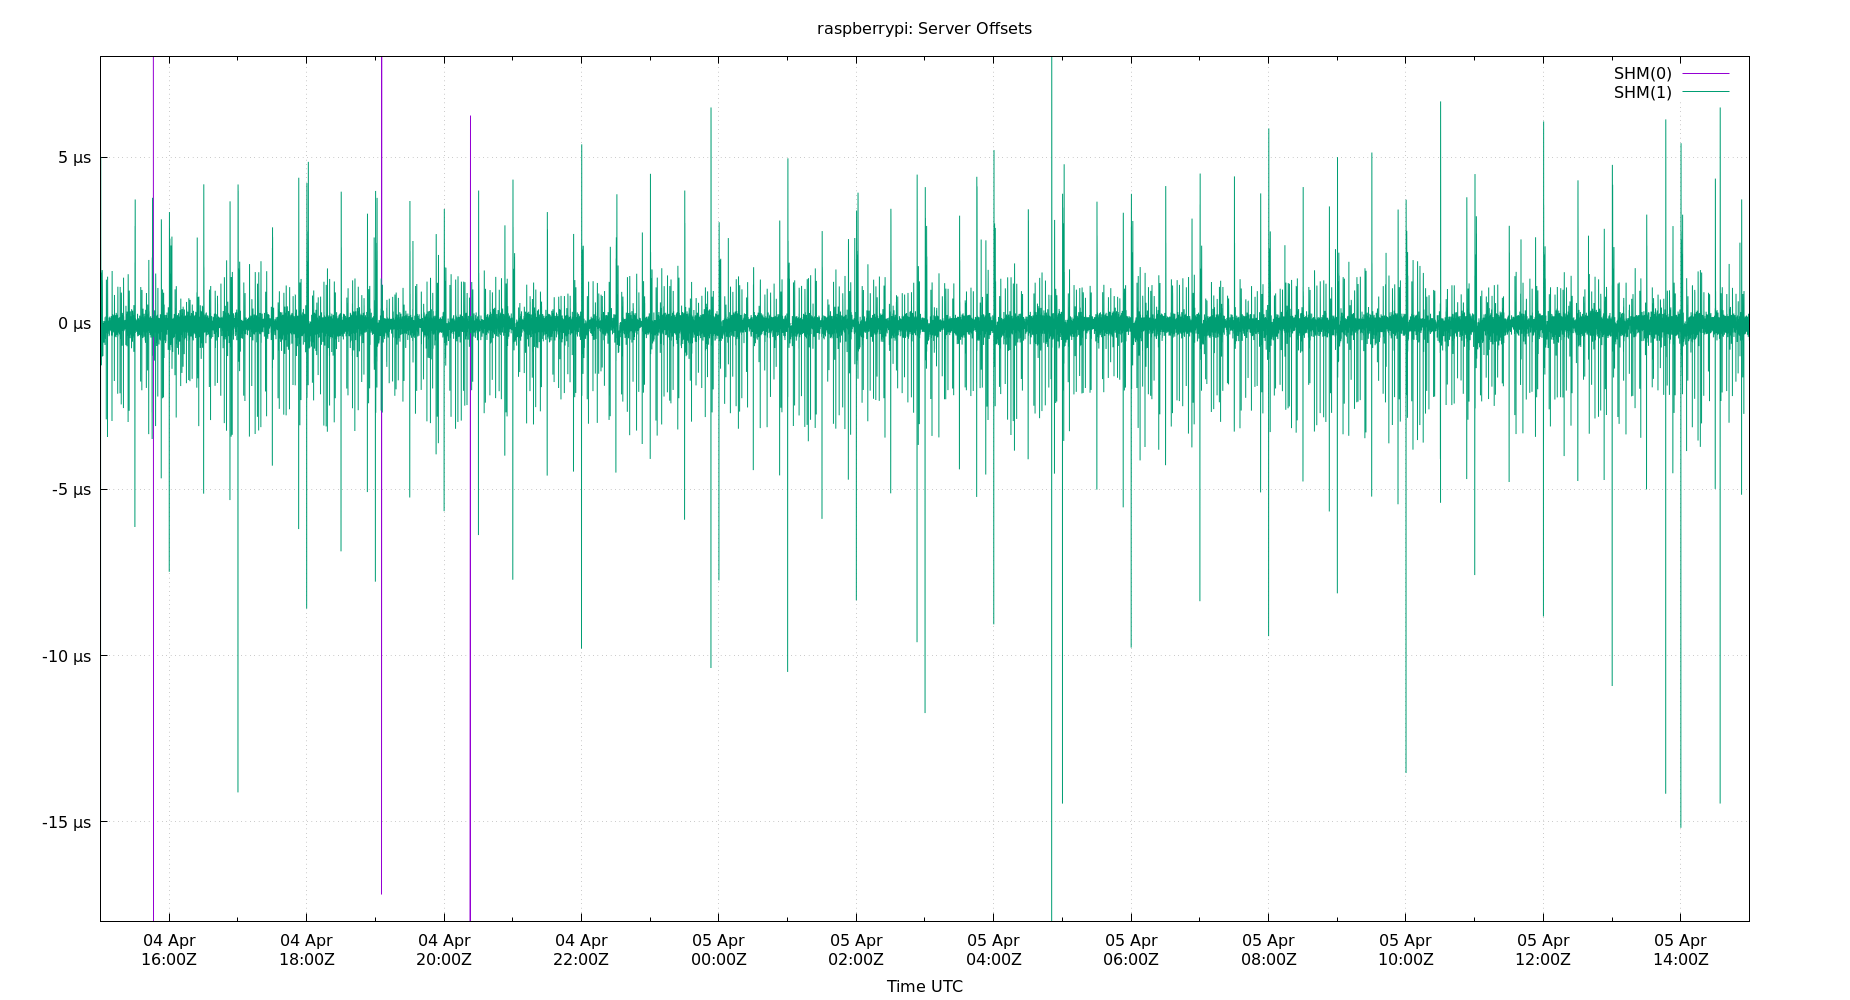 raspberrypi: Server Offsets
SHM(0)
SHM(1)
5 µs
0 µs
-5 µs
-10 µs
-15 µs
04 Apr 04 Apr 04 Apr 04 Apr 05 Apr 05 Apr 05 Apr 05 Apr 05 Apr 05 Apr 05 Apr 05 Apr
16:00Z 18:00Z 20:00Z 22:00Z 00:00Z 02:00Z 04:00Z 06:00Z 08:00Z 10:00Z 12:00Z 14:00Z
Time UTC